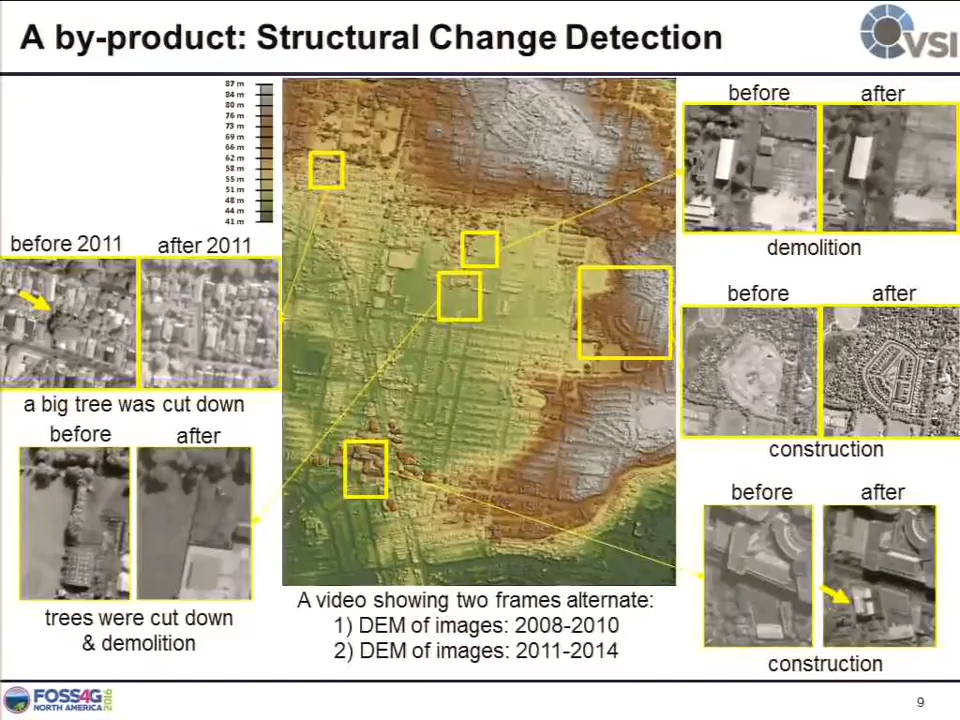 A by-product: Structural Change Detection
VSI
87 m
84 m
80 m
76 m
73 m
69 m
66 m
62 m
58 m
55 m
51 m
48 m
44 m
41 m
before 2011
after 2011
a big tree was cut down
before
after
trees were cut down
& demolition
A video showing two frames alternate:
1) DEM of images: 2008-2010
2) DEM of images: 2011-2014
before
after
demolition
before
after
construction
before
after
construction
FOSS4G
NORTH AMERICA
2016
9